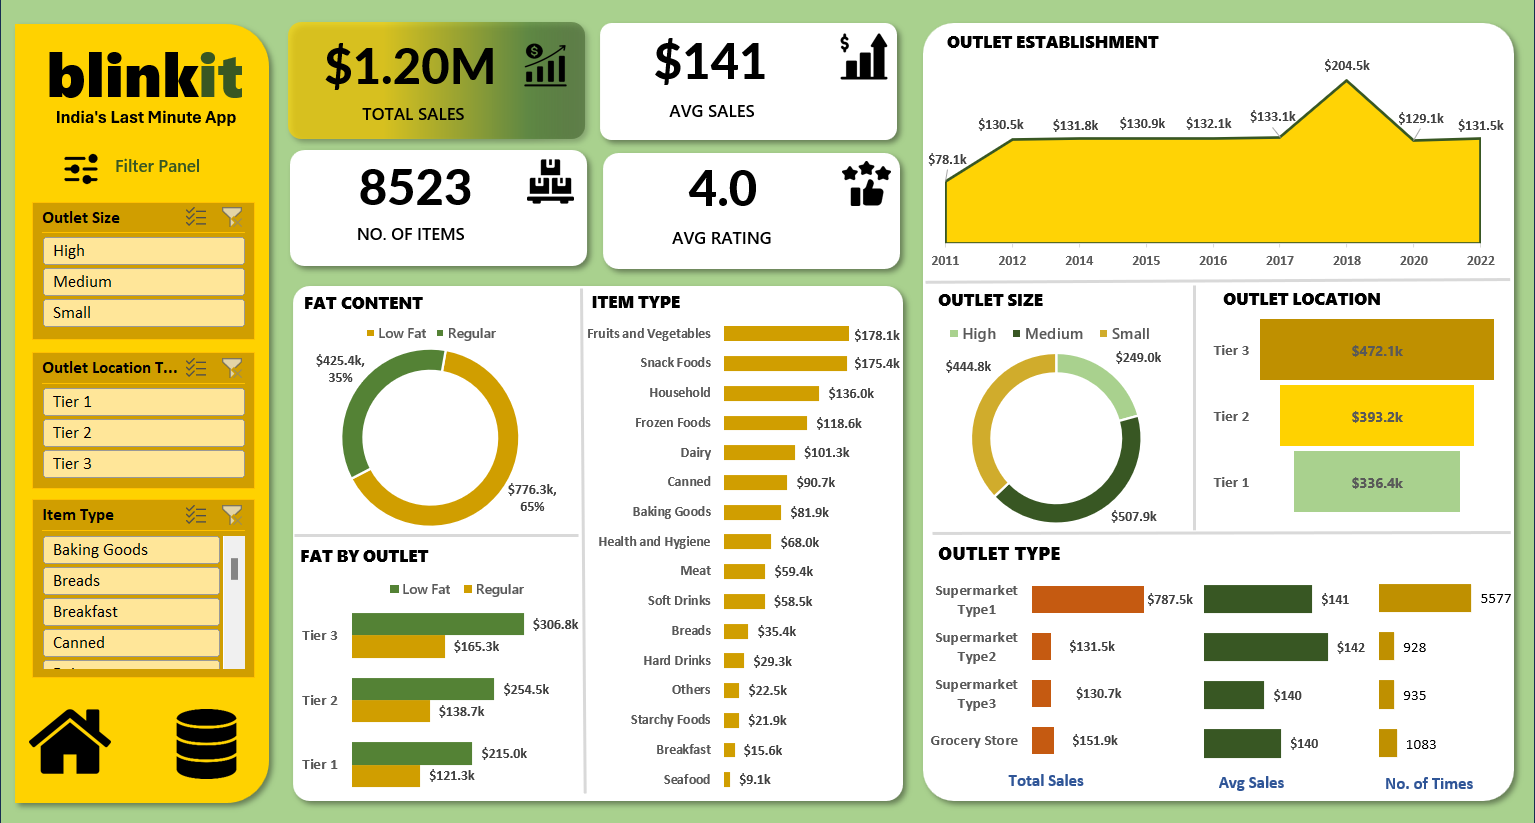 blinkit
India's Last Minute App
Filter Panel
Outlet Size
High
Medium
Small
Outlet Location T...
Tier 1
Tier 2
Tier 3
Item Type
Baking Goods
Breads
Breakfast
Canned
$1.20M
TOTAL SALES
$141
AVG SALES
8523
NO. OF ITEMS
4.0
AVG RATING
FAT CONTENT
Low Fat Regular
$425.4k,
35%
$776.3k,
65%
FAT BY OUTLET
Low Fat Regular
Tier 3 $306.8k
$165.3k
Tier 2 $254.5k
$138.7k
Tier 1 $215.0k
$121.3k
ITEM TYPE
Fruits and Vegetables $178.1k
Snack Foods $175.4k
Household $136.0k
Frozen Foods $118.6k
Dairy $101.3k
Canned $90.7k
Baking Goods $81.9k
Health and Hygiene $68.0k
Meat $59.4k
Soft Drinks $58.5k
Breads $35.4k
Hard Drinks $29.3k
Others $22.5k
Starchy Foods $21.9k
Breakfast $15.6k
Seafood $9.1k
OUTLET ESTABLISHMENT
$78.1k $130.5k $131.8k $130.9k $132.1k $133.1k $204.5k $129.1k $131.5k
2011 2012 2014 2015 2016 2017 2018 2020 2022
OUTLET SIZE
High Medium Small
$444.8k $249.0k
$507.9k
OUTLET LOCATION
Tier 3 $472.1k
Tier 2 $393.2k
Tier 1 $336.4k
OUTLET TYPE
Supermarket
Type1 $787.5k $141 5577
Supermarket
Type2 $131.5k $142 928
Supermarket
Type3 $130.7k $140 935
Grocery Store $151.9k $140 1083
Total Sales Avg Sales No. of Times